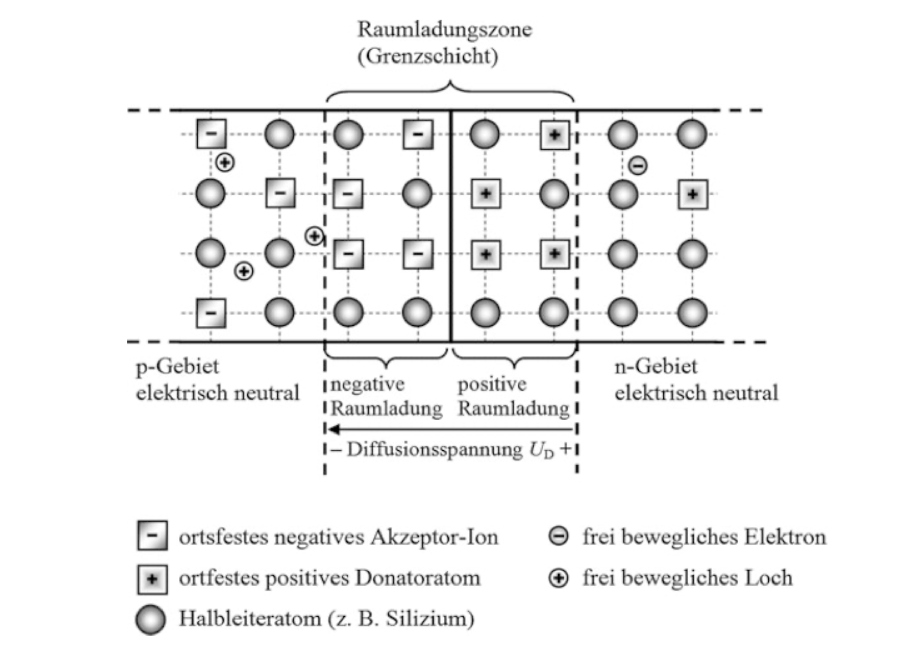 Raumladungszone
(Grenzschicht)
p-Gebiet
elektrisch neutral
negative
Raumladung
positive
Raumladung
n-Gebiet
elektrisch neutral
− Diffusionsspannung U_D +
ortsfestes negatives Akzeptor-Ion
frei bewegliches Elektron
ortfestes positives Donatoratom
frei bewegliches Loch
Halbleiteratom (z. B. Silizium)